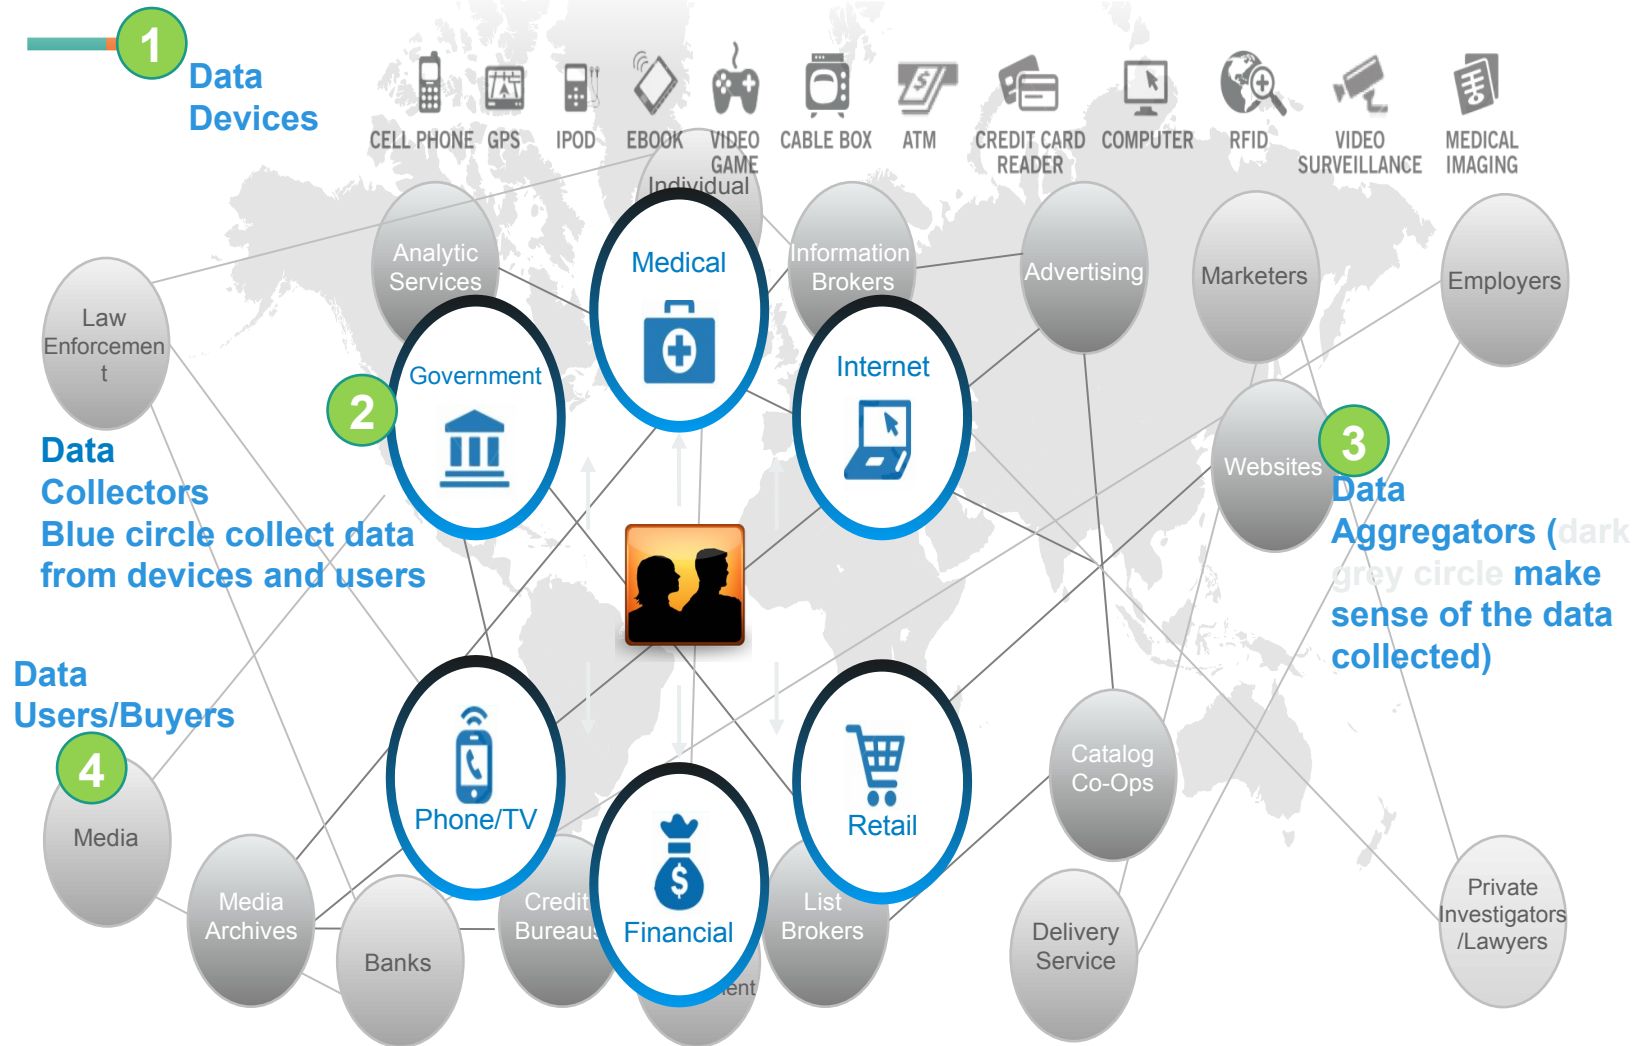 1
Data
Devices
CELL PHONE
GPS
IPOD
EBOOK
VIDEO
GAME
CABLE BOX
ATM
CREDIT CARD
READER
COMPUTER
RFID
VIDEO
SURVEILLANCE
MEDICAL
IMAGING
Individual
Analytic
Services
Medical
Information
Brokers
Advertising
Marketers
Employers
Law
Enforcemen
t
Government
Internet
2
Data
Collectors
Blue circle collect data
from devices and users
Websites
3
Data
Aggregators (dark
grey circle make
sense of the data
collected)
Data
Users/Buyers
4
Media
Phone/TV
$
Financial
Retail
Catalog
Co-Ops
Media
Archives
Banks
Credit
Bureaus
List
Brokers
Delivery
Service
Private
Investigators
/Lawyers